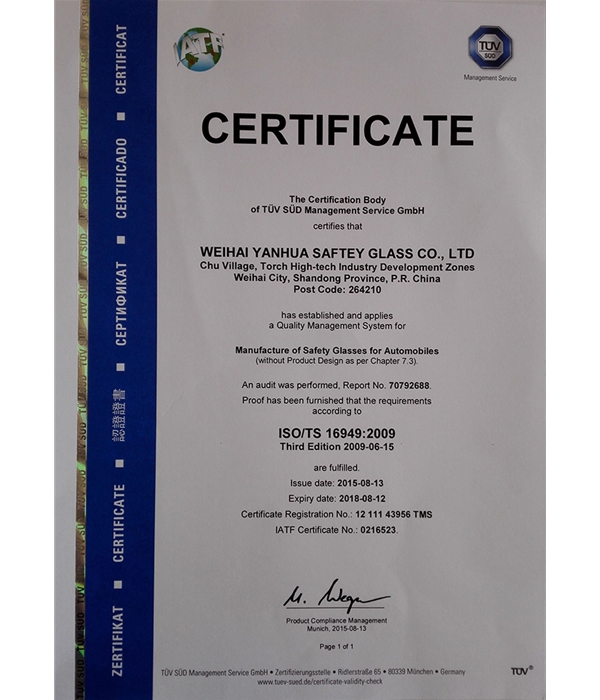 IATF
TÜV
SÜD
Management Service
CERTIFICATE
The Certification Body
of TÜV SÜD Management Service GmbH
certifies that
WEIHAI YANHUA SAFTEY GLASS CO., LTD
Chu Village, Torch High-tech Industry Development Zones
Weihai City, Shandong Province, P.R. China
Post Code: 264210
has established and applies
a Quality Management System for
Manufacture of Safety Glasses for Automobiles
(without Product Design as per Chapter 7.3).
An audit was performed, Report No. 70792688.
Proof has been furnished that the requirements
according to
ISO/TS 16949:2009
Third Edition 2009-06-15
are fulfilled.
Issue date: 2015-08-13
Expiry date: 2018-08-12
Certificate Registration No.: 12 111 43956 TMS
IATF Certificate No.: 0216523.
Product Compliance Management
Munich, 2015-08-13
Page 1 of 1
TÜV SÜD Management Service GmbH • Zertifizierungsstelle • Ridlerstraße 65 • 80339 München • Germany
www.tuev-sued.de/certificate-validity-check
TÜV®
ZERTIFIKAT ■ CERTIFICATE ■ 認證證書 ■ СЕРТИФИКАТ ■ CERTIFICADO ■ CERTIFICAT